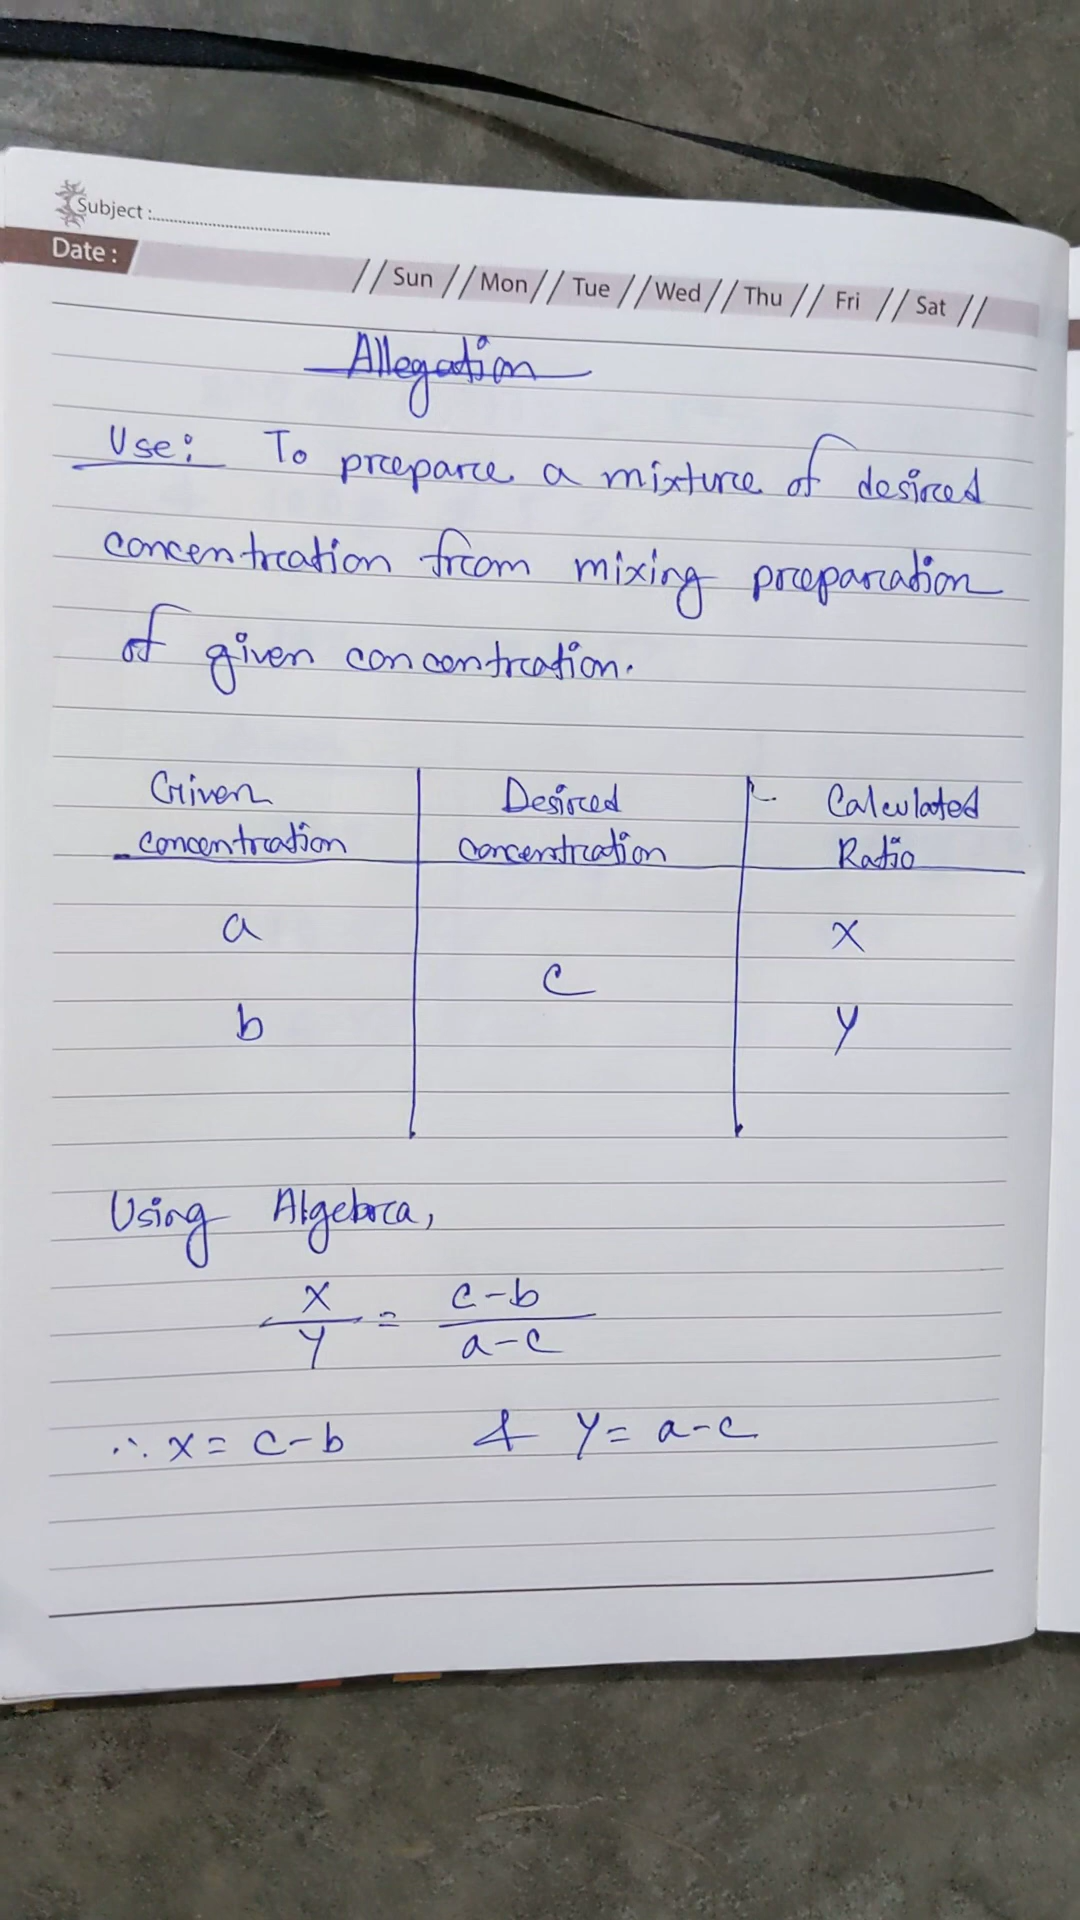 Subject :
Date :
// Sun // Mon // Tue // Wed // Thu // Fri // Sat //
Allegation
Use: To prepare a mixture of desired
concentration from mixing preparation
of given concentration.
Given Desired Calculated
concentration concentration Ratio
a x
c
b y
Using Algebra,
x/y = c-b/a-c
∴ x = c-b & y = a-c